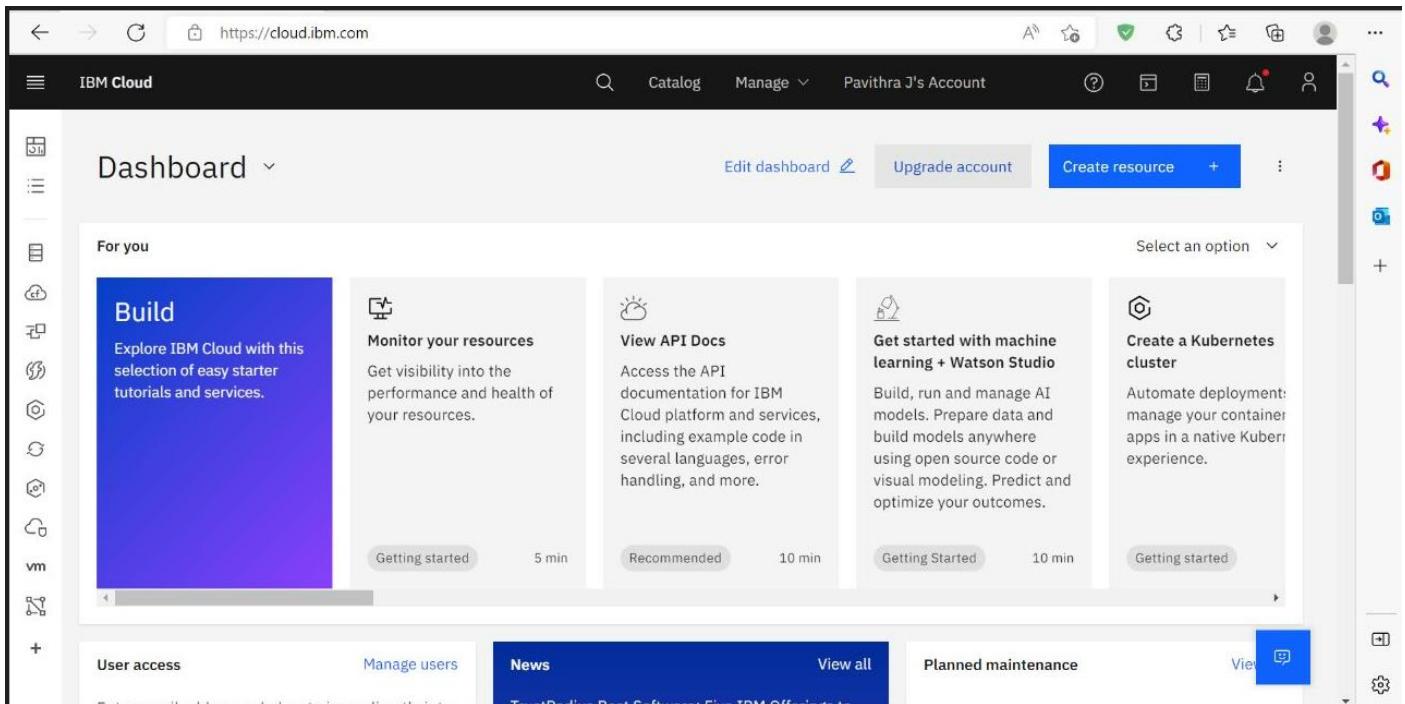 https://cloud.ibm.com
IBM Cloud
Catalog
Manage
Pavithra J's Account
Dashboard
Edit dashboard
Upgrade account
Create resource +
For you
Select an option
Build
Explore IBM Cloud with this
selection of easy starter
tutorials and services.
Monitor your resources
Get visibility into the
performance and health of
your resources.
Getting started
5 min
View API Docs
Access the API
documentation for IBM
Cloud platform and services,
including example code in
several languages, error
handling, and more.
Recommended
10 min
Get started with machine
learning + Watson Studio
Build, run and manage AI
models. Prepare data and
build models anywhere
using open source code or
visual modeling. Predict and
optimize your outcomes.
Getting Started
10 min
Create a Kubernetes
cluster
Automate deployments
manage your container
apps in a native Kubern
experience.
Getting started
cf
vm
User access
Manage users
News
View all
Planned maintenance